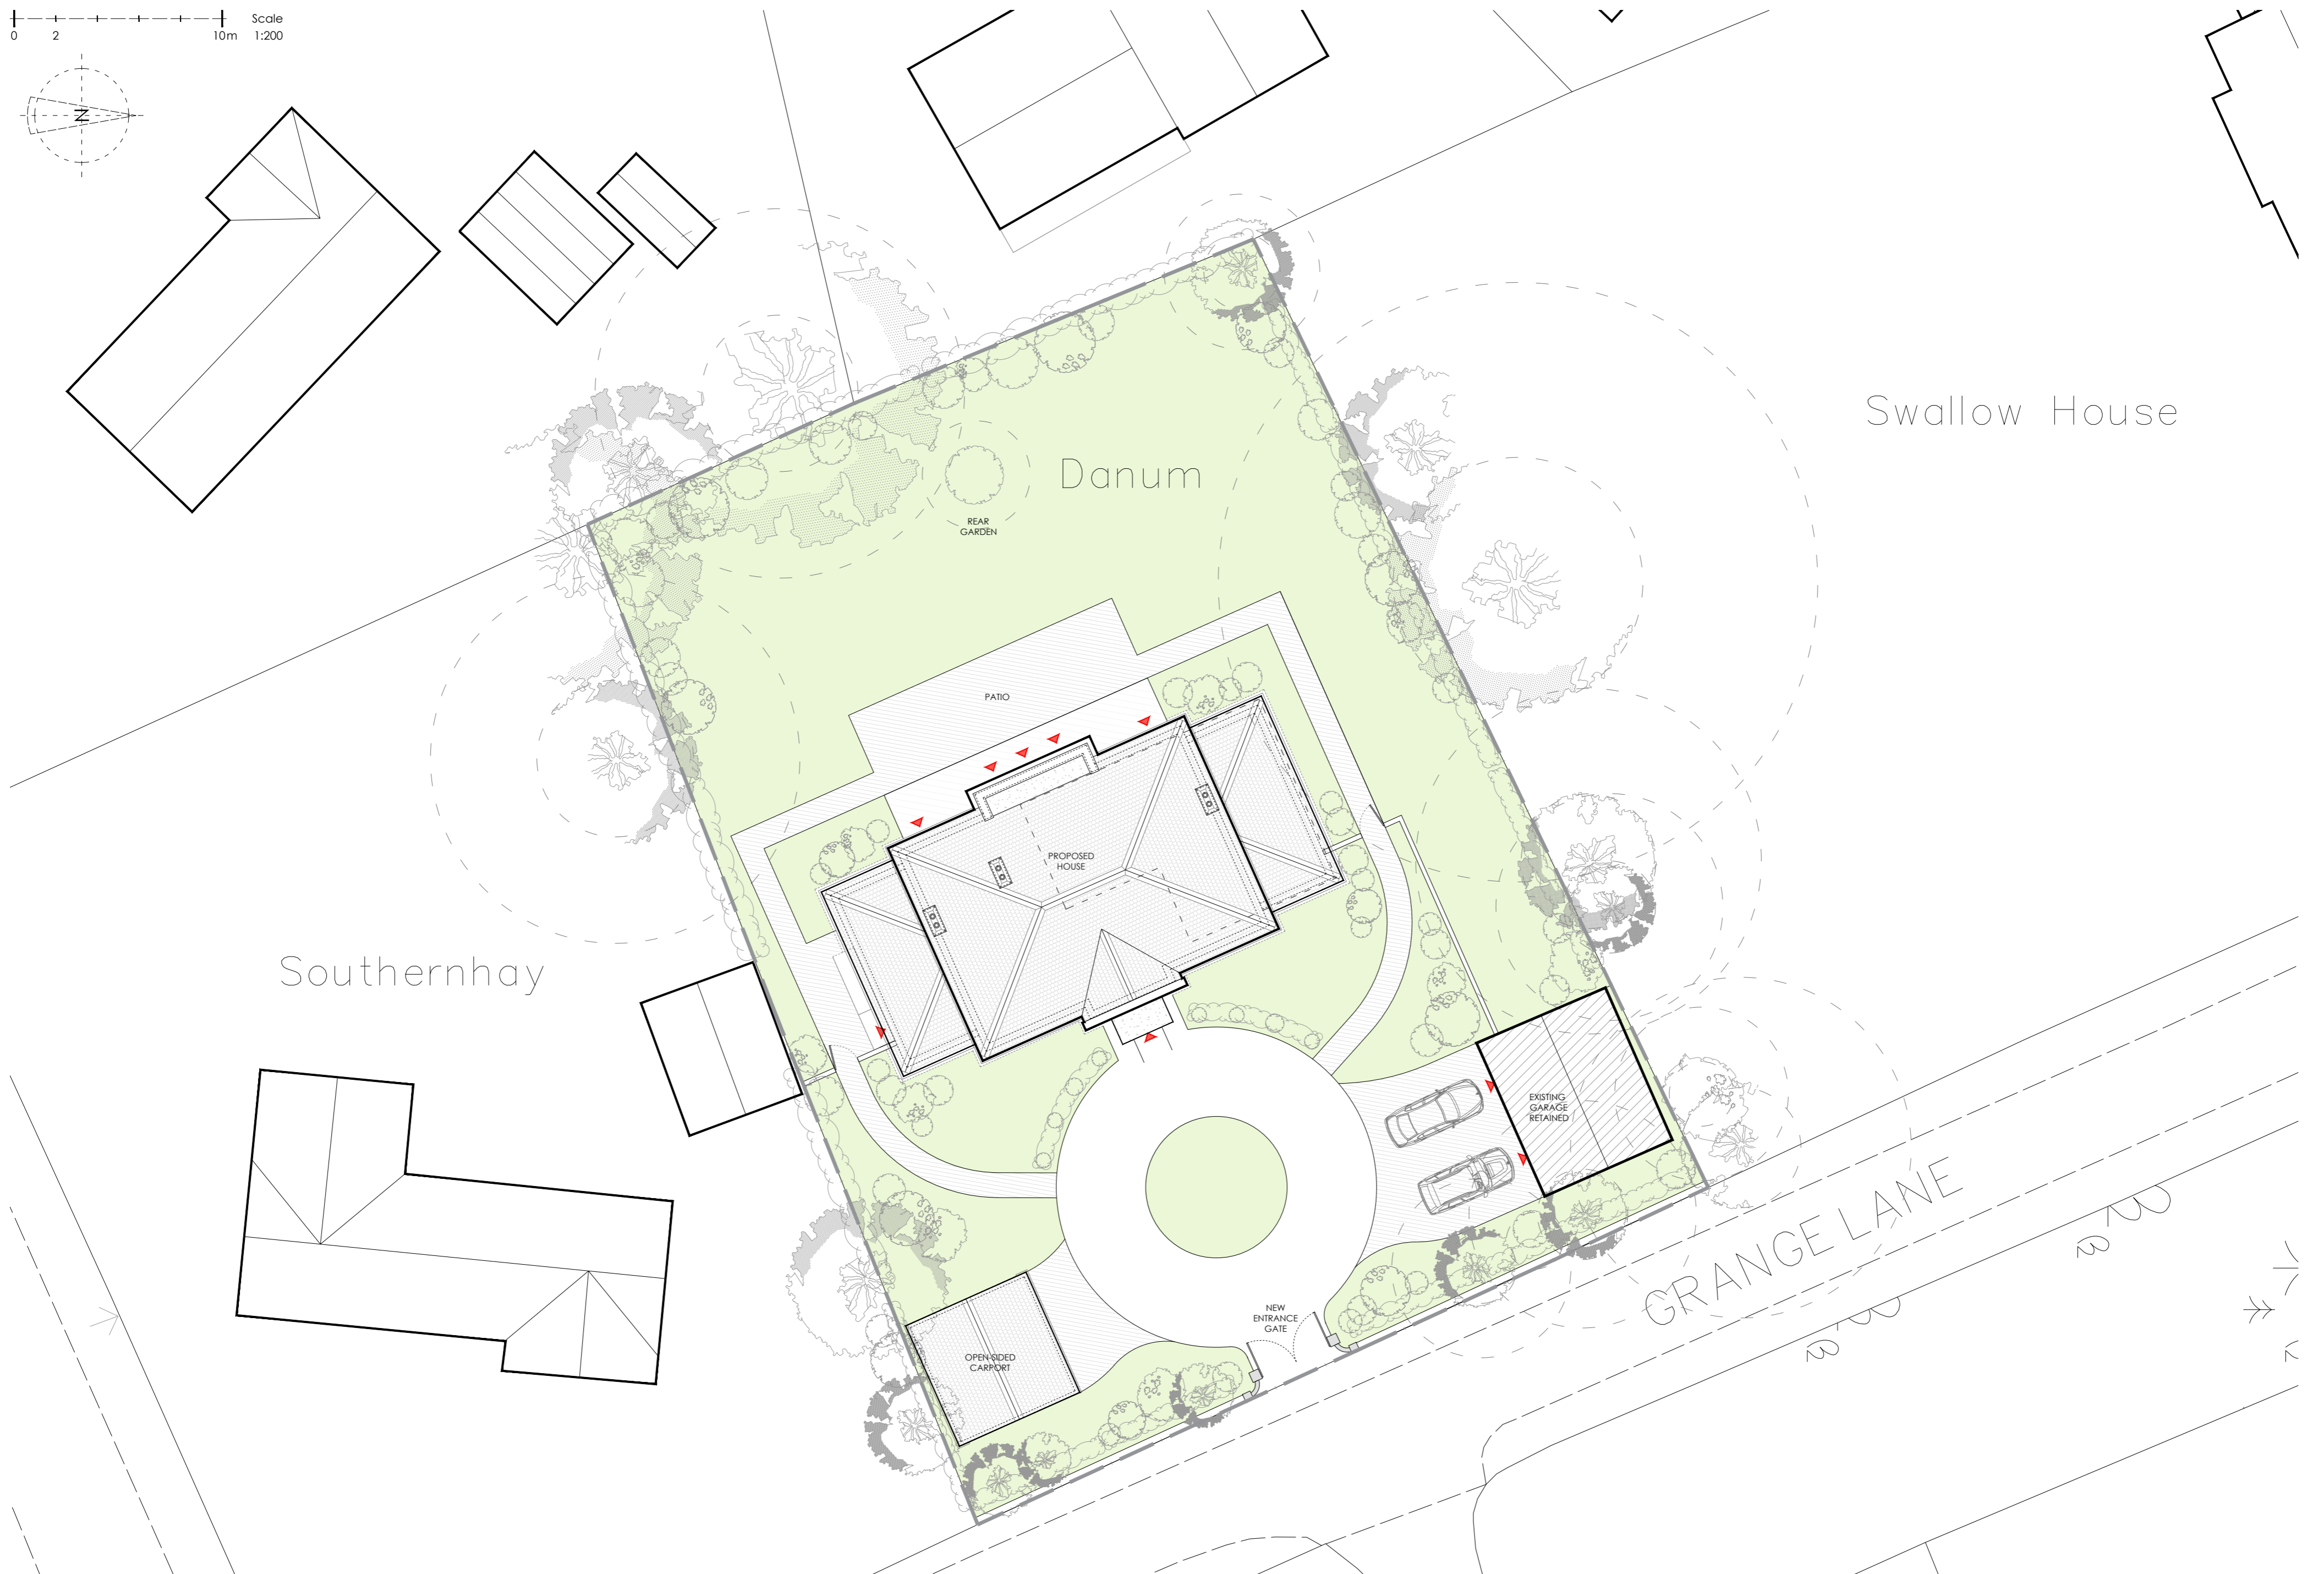 Scale
0 2 10m 1:200
N
Swallow House
Danum
REAR
GARDEN
PATIO
PROPOSED
HOUSE
Southernhay
EXISTING
GARAGE
RETAINED
GRANGE LANE
NEW
ENTRANCE
GATE
OPEN-SIDED
CARPORT